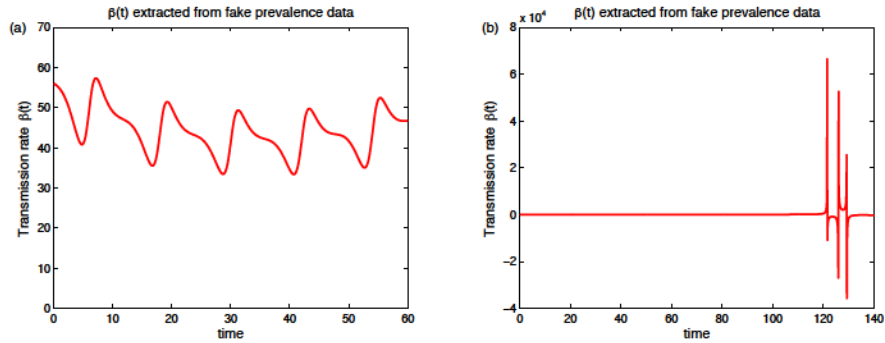 (a)
β(t) extracted from fake prevalence data
70
60
50
40
30
20
10
0
Transmission rate β(t)
0 10 20 30 40 50 60
time
(b)
β(t) extracted from fake prevalence data
x 10⁴
8
6
4
2
0
−2
−4
Transmission rate β(t)
0 20 40 60 80 100 120 140
time